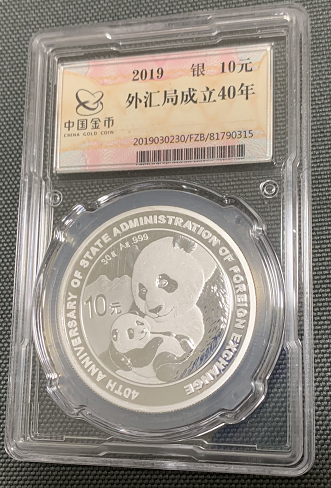 2019 银 10元
外汇局成立40年
中国金币
CHINA GOLD COIN
2019030230/FZB/81790315
30g Ag.999
10元
40TH ANNIVERSARY OF STATE ADMINISTRATION OF FOREIGN EXCHANGE